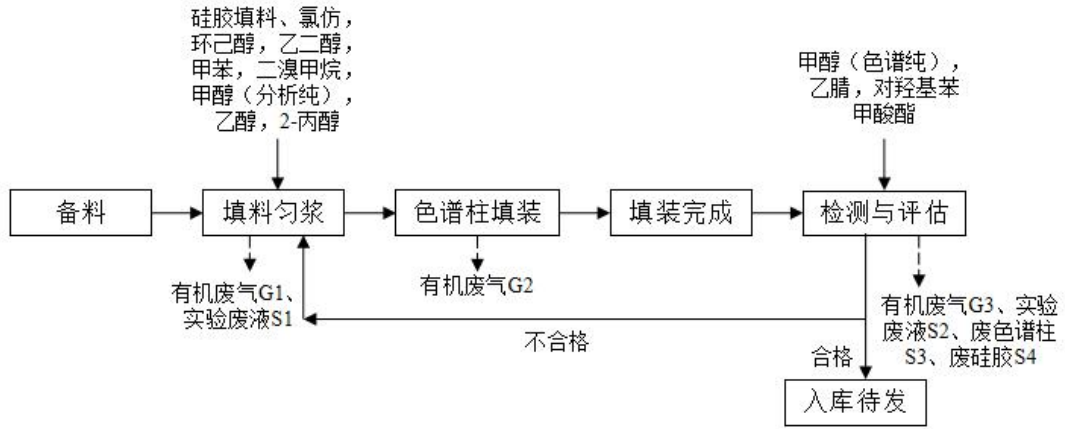 硅胶填料、氯仿，
环己醇，乙二醇，
甲苯，二溴甲烷，
甲醇（分析纯），
乙醇，2-丙醇
甲醇（色谱纯），
乙腈，对羟基苯
甲酸酯
备料
填料匀浆
色谱柱填装
填装完成
检测与评估
有机废气G1、
实验废液S1
有机废气G2
有机废气G3、实验
废液S2、废色谱柱
S3、废硅胶S4
不合格
合格
入库待发